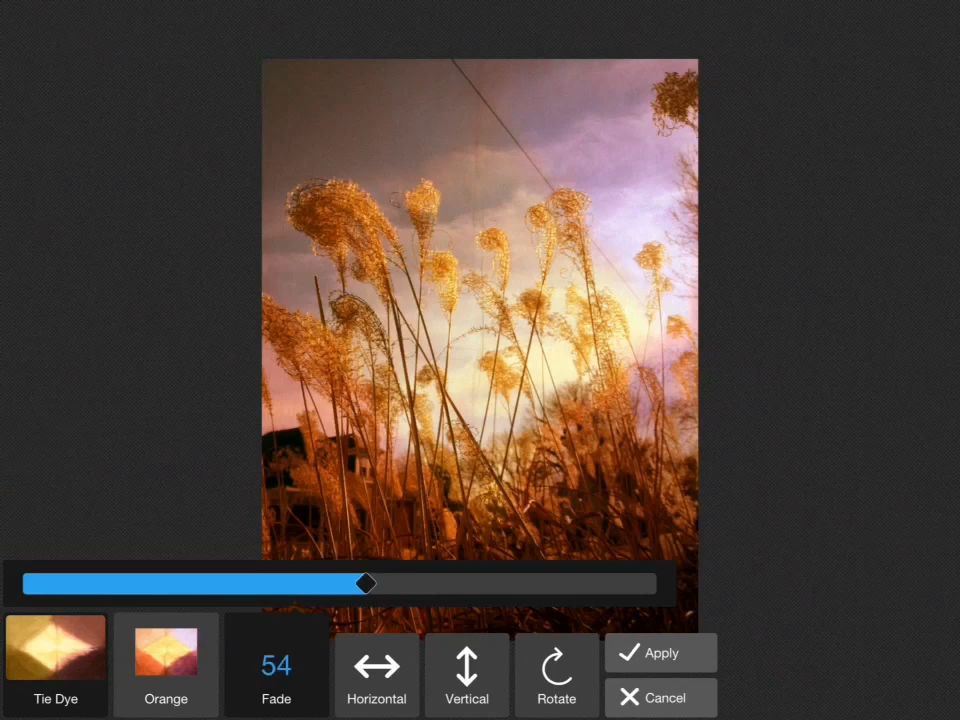 Tie Dye
Orange
54
Fade
Horizontal
Vertical
Rotate
Apply
Cancel